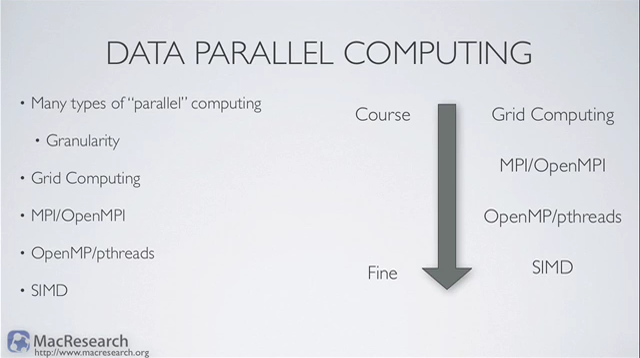 DATA PARALLEL COMPUTING
• Many types of “parallel” computing
• Granularity
• Grid Computing
• MPI/OpenMPI
• OpenMP/pthreads
• SIMD
Course
Fine
Grid Computing
MPI/OpenMPI
OpenMP/pthreads
SIMD
MacResearch
http://www.macresearch.org